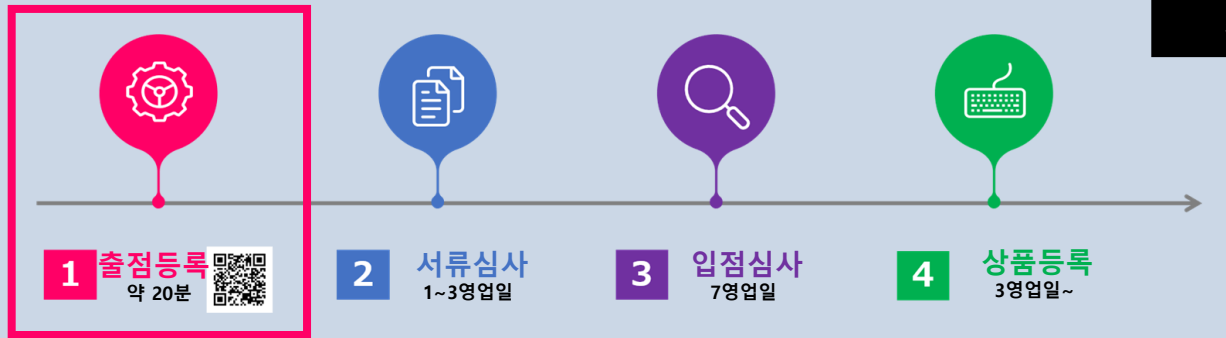 1 출점등록
약 20분
2 서류심사
1~3영업일
3 입점심사
7영업일
4 상품등록
3영업일~